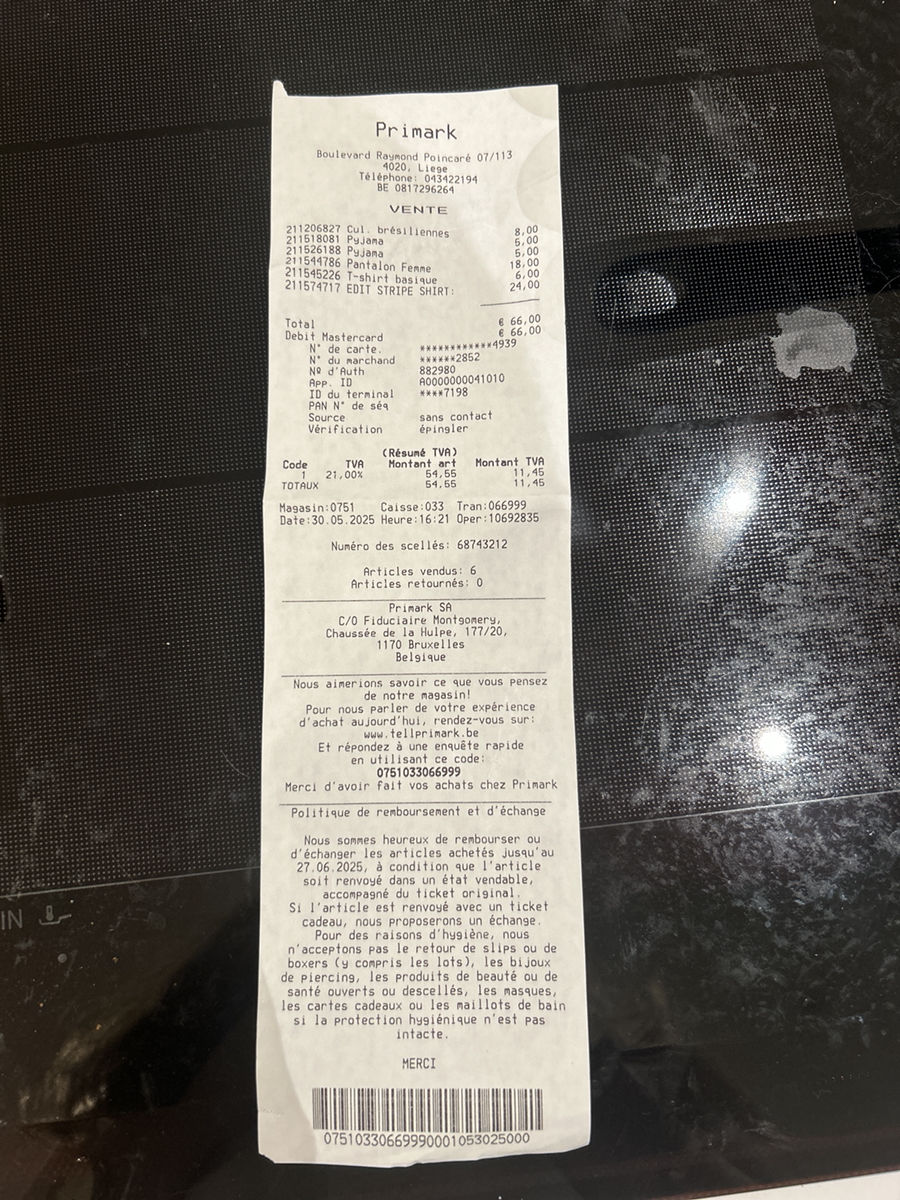 Primark
Boulevard Raymond Poincaré 07/113
4020, Liege
Téléphone: 043422194
BE 0817296264
VENTE
211206827 Cul. brésiliennes 8,00
211518081 Pyjama 5,00
211526188 Pyjama 5,00
211544786 Pantalon Femme 18,00
211545226 T-shirt basique 6,00
211574717 EDIT STRIPE SHIRT: 24,00
Total € 66,00
Debit Mastercard € 66,00
N° de carte. ************4939
N° du marchand ******2852
Nº d'Auth 882980
App. ID A0000000041010
ID du terminal ****7198
PAN N° de séq
Source sans contact
Vérification épingler
(Résumé TVA)
Code TVA Montant art Montant TVA
1 21,00% 54,55 11,45
TOTAUX 54,55 11,45
Magasin:0751 Caisse:033 Tran:066999
Date:30.05.2025 Heure:16:21 Oper:10692835
Numéro des scellés: 68743212
Articles vendus: 6
Articles retournés: 0
Primark SA
C/O Fiduciaire Montgomery,
Chaussée de la Hulpe, 177/20,
1170 Bruxelles
Belgique
Nous aimerions savoir ce que vous pensez
de notre magasin!
Pour nous parler de votre expérience
d'achat aujourd'hui, rendez-vous sur:
www.tellprimark.be
Et répondez à une enquête rapide
en utilisant ce code:
0751033066999
Merci d'avoir fait vos achats chez Primark
Politique de remboursement et d'échange
Nous sommes heureux de rembourser ou
d'échanger les articles achetés jusqu'au
27.06.2025, à condition que l'article
soit renvoyé dans un état vendable,
accompagné du ticket original.
Si l'article est renvoyé avec un ticket
cadeau, nous proposerons un échange.
Pour des raisons d'hygiène, nous
n'acceptons pas le retour de slips ou de
boxers (y compris les lots), les bijoux
de piercing, les produits de beauté ou de
santé ouverts ou descellés, les masques,
les cartes cadeaux ou les maillots de bain
si la protection hygiénique n'est pas
intacte.
MERCI
07510330669990001053025000
IN